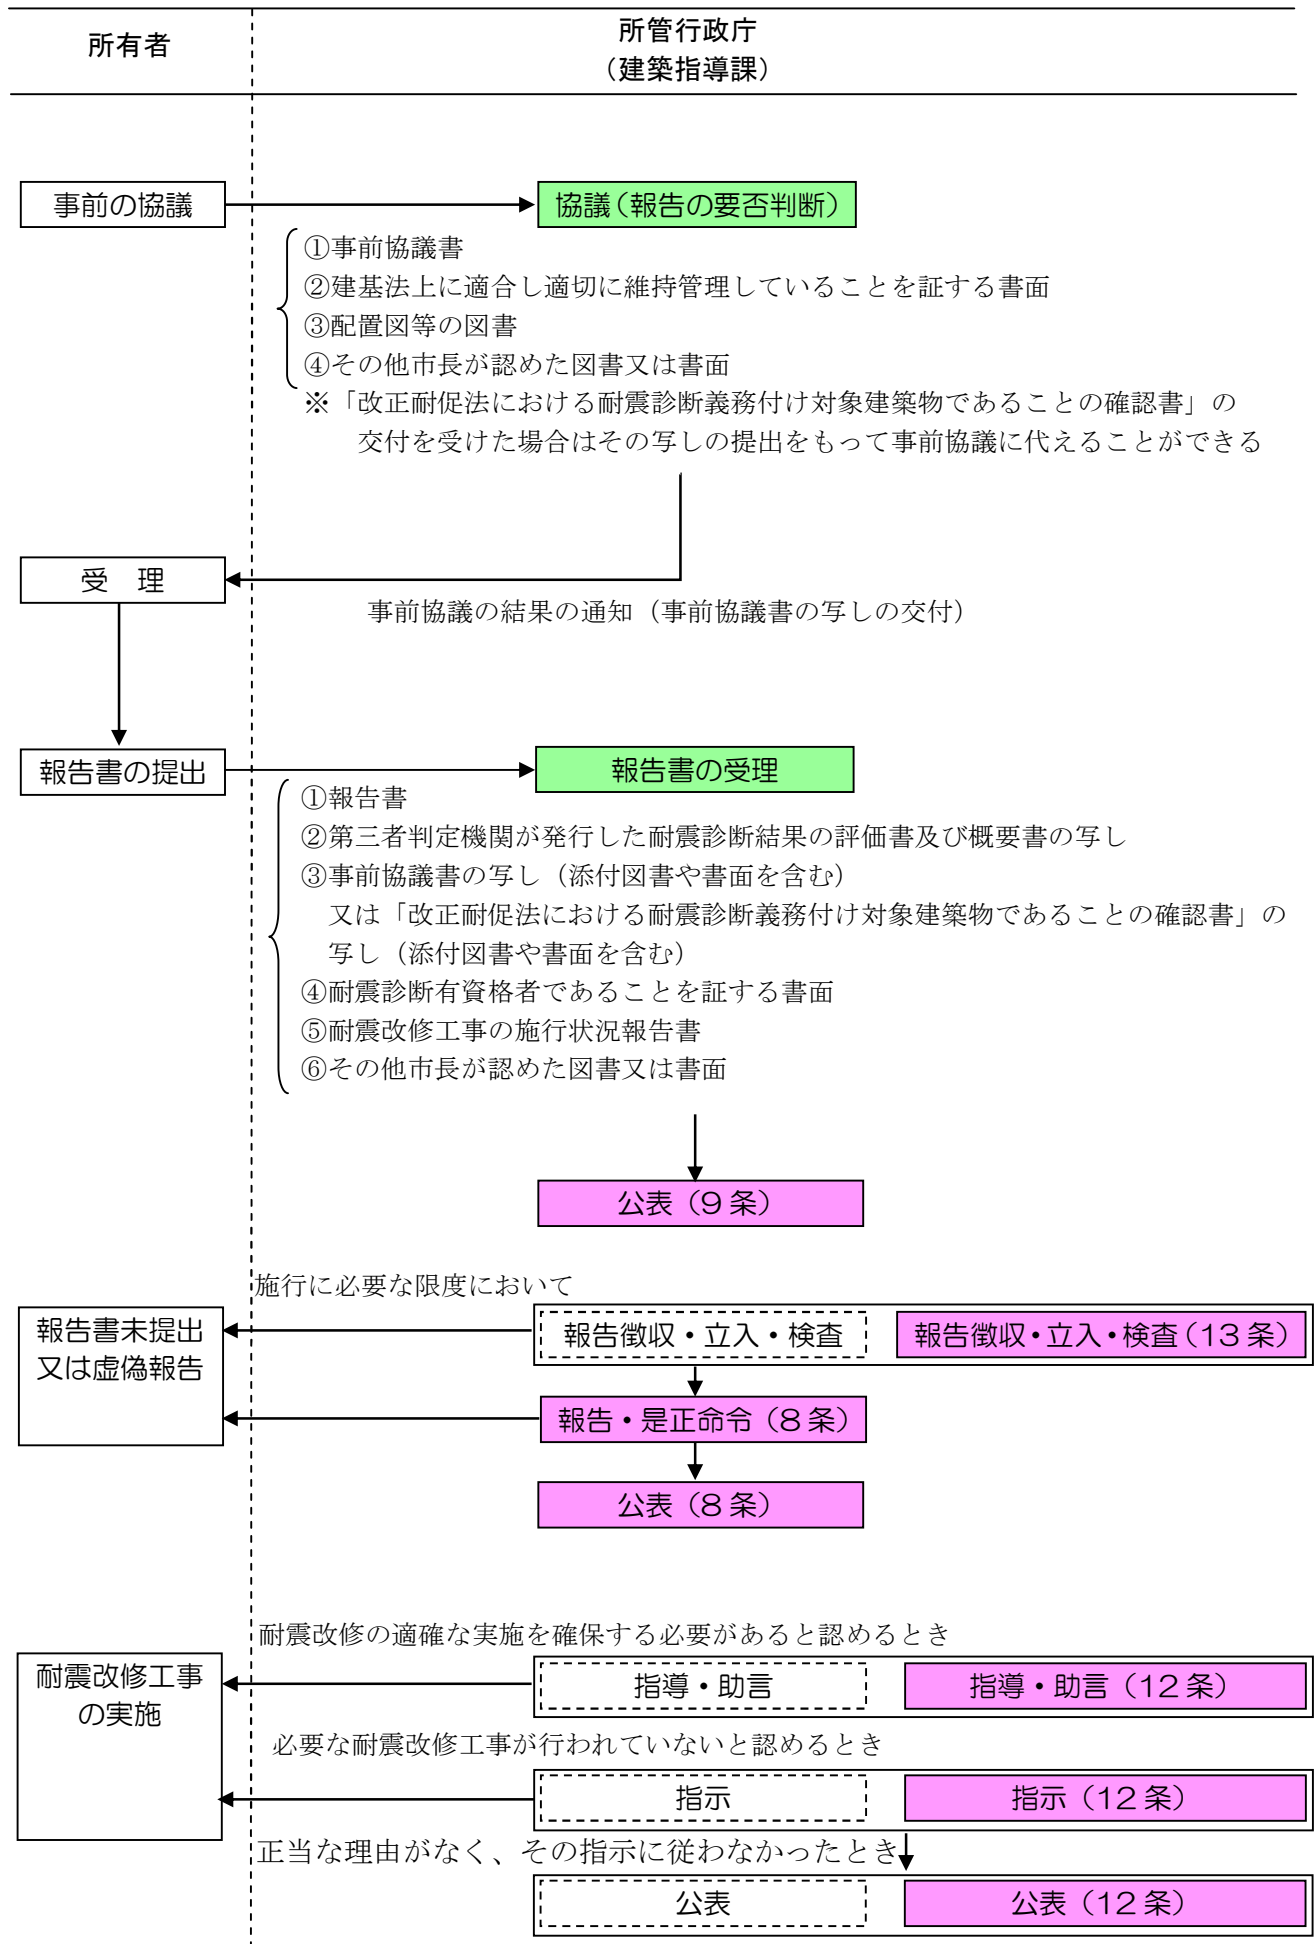 所有者
所管行政庁
（建築指導課）
事前の協議
協議（報告の要否判断）
①事前協議書
②建基法上に適合し適切に維持管理していることを証する書面
③配置図等の図書
④その他市長が認めた図書又は書面
※「改正耐促法における耐震診断義務付け対象建築物であることの確認書」の
交付を受けた場合はその写しの提出をもって事前協議に代えることができる
受　理
事前協議の結果の通知（事前協議書の写しの交付）
報告書の提出
報告書の受理
①報告書
②第三者判定機関が発行した耐震診断結果の評価書及び概要書の写し
③事前協議書の写し（添付図書や書面を含む）
又は「改正耐促法における耐震診断義務付け対象建築物であることの確認書」の
写し（添付図書や書面を含む）
④耐震診断有資格者であることを証する書面
⑤耐震改修工事の施行状況報告書
⑥その他市長が認めた図書又は書面
公表（9条）
施行に必要な限度において
報告書未提出
又は虚偽報告
報告徴収・立入・検査
報告徴収・立入・検査（13条）
報告・是正命令（8条）
公表（8条）
耐震改修の適確な実施を確保する必要があると認めるとき
耐震改修工事
の実施
指導・助言
指導・助言（12条）
必要な耐震改修工事が行われていないと認めるとき
指示
指示（12条）
正当な理由がなく、その指示に従わなかったとき
公表
公表（12条）